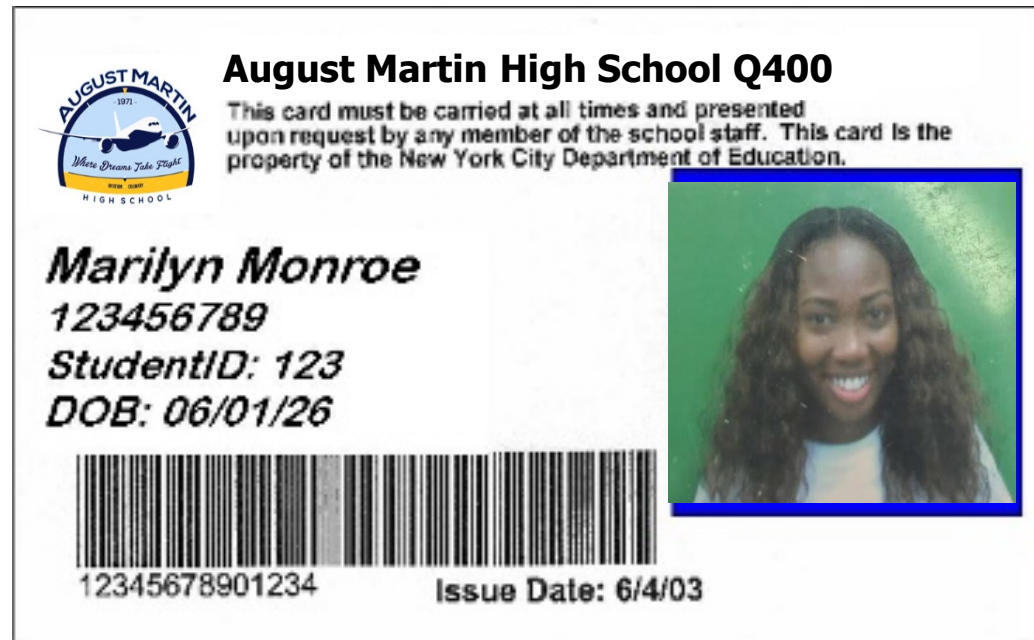 August Martin High School Q400
This card must be carried at all times and presented
upon request by any member of the school staff. This card is the
property of the New York City Department of Education.
AUGUST MARTIN
- 1971 -
Where Dreams Take Flight
HIGH SCHOOL
Marilyn Monroe
123456789
StudentID: 123
DOB: 06/01/26
12345678901234
Issue Date: 6/4/03